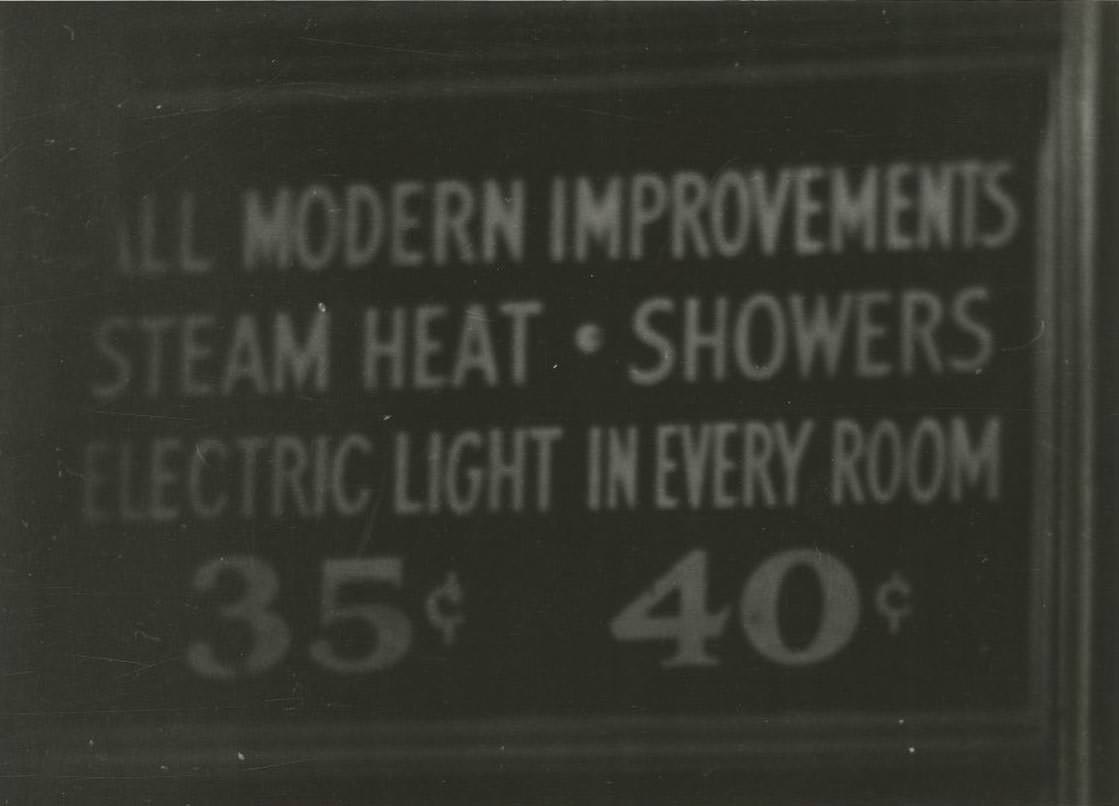 ALL MODERN IMPROVEMENTS
STEAM HEAT • SHOWERS
ELECTRIC LIGHT IN EVERY ROOM
35¢ 40¢